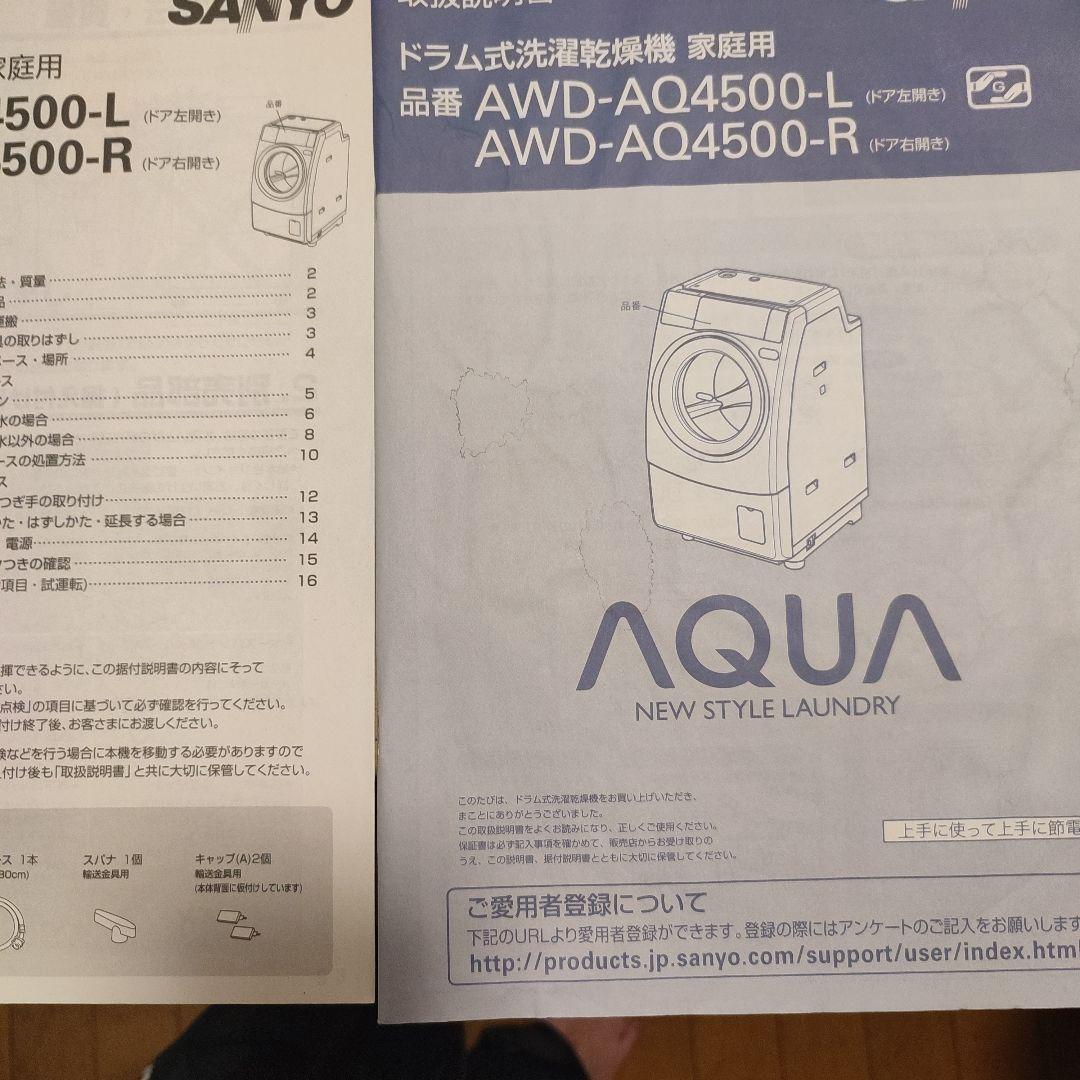 SANYO
家庭用
4500-L (ドア左開き)
4500-R (ドア右開き)
品番
法・質量 2
品 2
運搬 3
具の取りはずし 3
ペース・場所 4
ス
ン 5
水の場合 6
水以外の場合 8
ースの処置方法 10
ス
つぎ手の取り付け 12
た・はずしかた・延長する場合 13
電源 14
つきの確認 15
項目・試運転) 16
揮できるように、この据付説明書の内容にそって
さい。
点検」の項目に基づいて必ず確認を行ってください。
付け終了後、お客さまにお渡しください。
検などを行う場合に本機を移動する必要がありますので
付け後も「取扱説明書」と共に大切に保管してください。
ース 1本
80cm)
スパナ 1個
輸送金具用
キャップ(A)2個
輸送金具用
(本体背面に仮付けしています)
取扱説明書
ドラム式洗濯乾燥機 家庭用
品番 AWD-AQ4500-L (ドア左開き)
AWD-AQ4500-R (ドア右開き)
G
品番
AQUA
NEW STYLE LAUNDRY
このたびは、ドラム式洗濯乾燥機をお買い上げいただき、
まことにありがとうございました。
この取扱説明書をよくお読みになり、正しくご使用ください。
保証書は必ず記入事項を確かめて、販売店からお受け取りの
うえ、この説明書、据付説明書とともに大切に保管してください。
上手に使って上手に節電
ご愛用者登録について
下記のURLより愛用者登録ができます。登録の際にはアンケートのご記入をお願いします
http://products.jp.sanyo.com/support/user/index.html